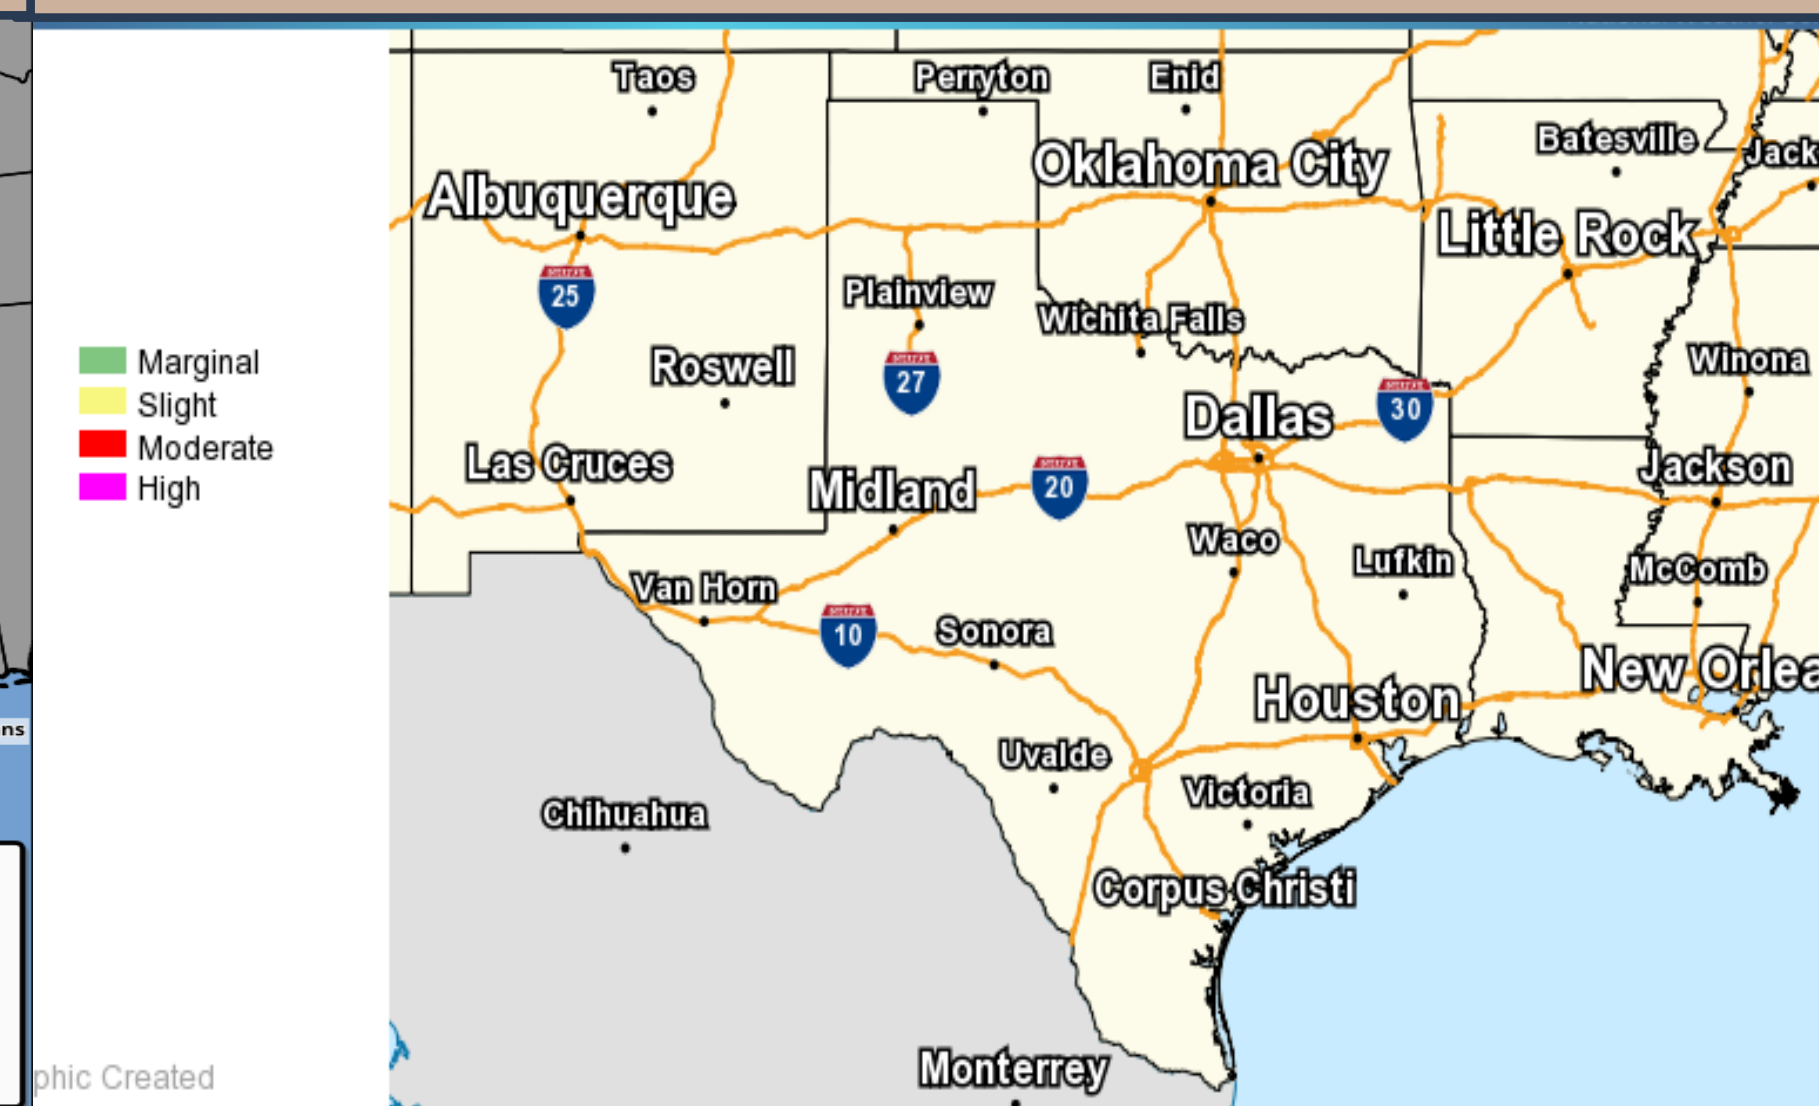 Taos
Perryton
Enid
Batesville
Jack
Oklahoma City
Albuquerque
Little Rock
25
Plainview
Wichita Falls
Winona
Marginal
Roswell
27
Slight
Dallas
30
Moderate
Las Cruces
Jackson
High
Midland
20
Waco
Lufkin
McComb
Van Horn
10
Sonora
New Orlea
Houston
ns
Uvalde
Victoria
Chihuahua
Corpus Christi
Monterrey
phic Created